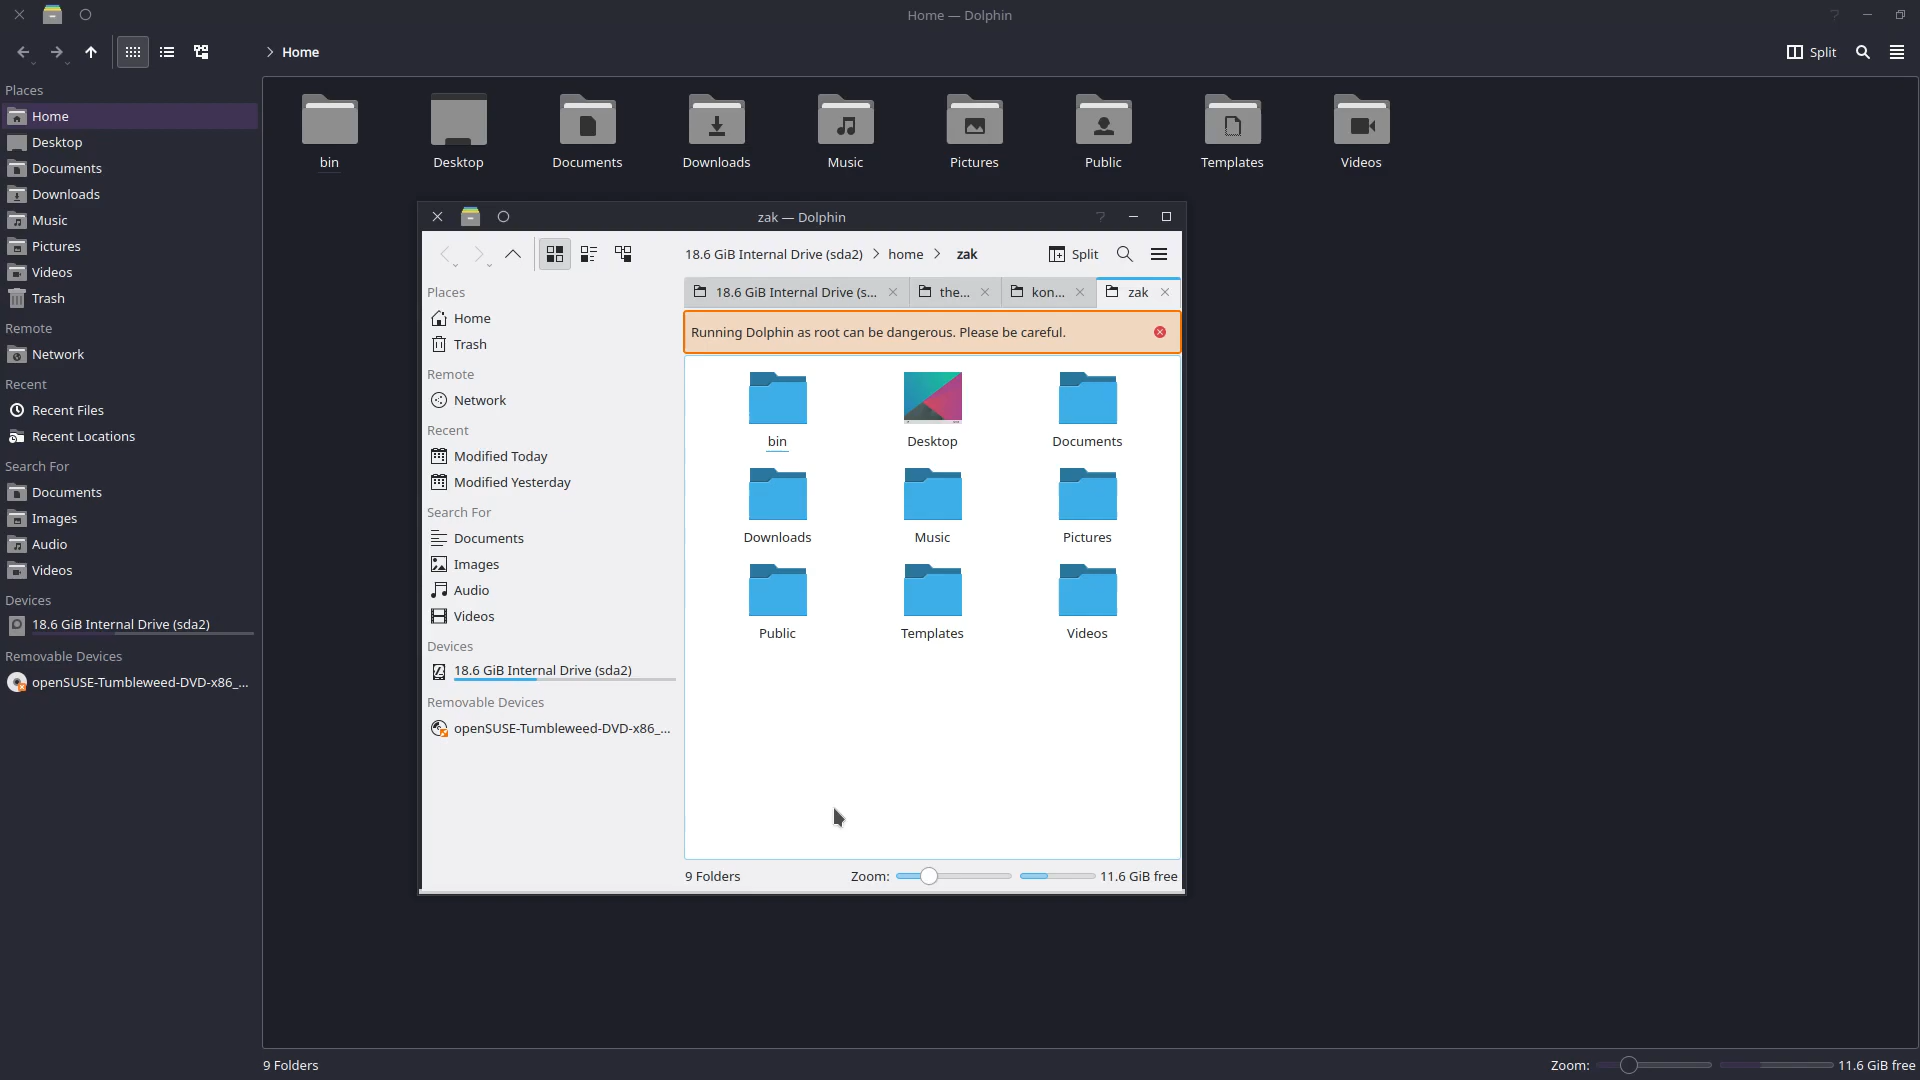 Home — Dolphin
Home
Split
Places
Home
Desktop
Documents
Downloads
Music
Pictures
Videos
Trash
Remote
Network
Recent
Recent Files
Recent Locations
Search For
Documents
Images
Audio
Videos
Devices
18.6 GiB Internal Drive (sda2)
Removable Devices
openSUSE-Tumbleweed-DVD-x86_...
bin
Desktop
Documents
Downloads
Music
Pictures
Public
Templates
Videos
zak — Dolphin
18.6 GiB Internal Drive (sda2) > home > zak
Split
Places
Home
Trash
Remote
Network
Recent
Modified Today
Modified Yesterday
Search For
Documents
Images
Audio
Videos
Devices
18.6 GiB Internal Drive (sda2)
Removable Devices
openSUSE-Tumbleweed-DVD-x86_...
18.6 GiB Internal Drive (s... the... kon... zak
Running Dolphin as root can be dangerous. Please be careful.
bin
Desktop
Documents
Downloads
Music
Pictures
Public
Templates
Videos
9 Folders
Zoom:
11.6 GiB free
9 Folders
Zoom:
11.6 GiB free